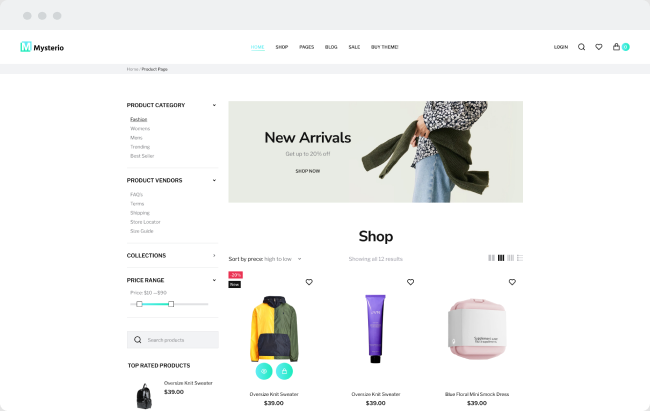 M Mysterio
HOME SHOP PAGES BLOG SALE BUY THEME!
LOGIN
0
Home / Product Page
PRODUCT CATEGORY
Fashion
Womens
Mens
Trending
Best Seller
PRODUCT VENDORS
FAQ's
Terms
Shipping
Store Locator
Size Guide
COLLECTIONS
PRICE RANGE
Price: $10 — $90
Search products
TOP RATED PRODUCTS
Oversize Knit Sweater
$39.00
New Arrivals
Get up to 20% off
SHOP NOW
Shop
Sort by prece: high to low
Showing all 12 results
-20%
New
Oversize Knit Sweater
$39.00
Oversize Knit Sweater
$39.00
Blue Floral Mini Smock Dress
$39.00